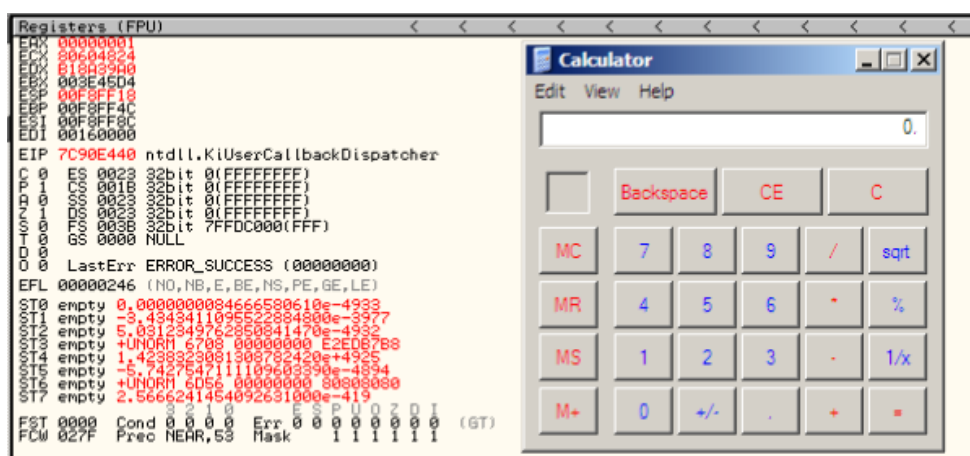 Registers (FPU) < < < < < < < < < < < <
EAX 00000001
ECX 80604824
EDX B18A39A0
EBX 003E45D4
ESP 00F8FF18
EBP 00F8FF4C
ESI 00F8FF8C
EDI 00160000
EIP 7C90E440 ntdll.KiUserCallbackDispatcher
C 0 ES 0023 32bit 0(FFFFFFFF)
P 1 CS 001B 32bit 0(FFFFFFFF)
A 0 SS 0023 32bit 0(FFFFFFFF)
Z 1 DS 0023 32bit 0(FFFFFFFF)
S 0 FS 003B 32bit 7FFDC000(FFF)
T 0 GS 0000 NULL
D 0
O 0 LastErr ERROR_SUCCESS (00000000)
EFL 00000246 (NO,NB,E,BE,NS,PE,GE,LE)
ST0 empty 0.0000000084666580610e-4933
ST1 empty -3.4343411095522884800e-3977
ST2 empty 5.0312349762850841470e-4932
ST3 empty +UNORM 6708 00000000 E2EDB7B8
ST4 empty 1.4238323081308782420e+4925
ST5 empty -5.7427547111109603390e-4894
ST6 empty +UNORM 6D56 00000000 80808080
ST7 empty 2.5666241454092631000e-419
3 2 1 0 E S P U O Z D I
FST 0000 Cond 0 0 0 0 Err 0 0 0 0 0 0 0 0 (GT)
FCW 027F Prec NEAR,53 Mask 1 1 1 1 1 1
Calculator
Edit View Help
0.
Backspace CE C
MC 7 8 9 / sqrt
MR 4 5 6 * %
MS 1 2 3 - 1/x
M+ 0 +/- . + =